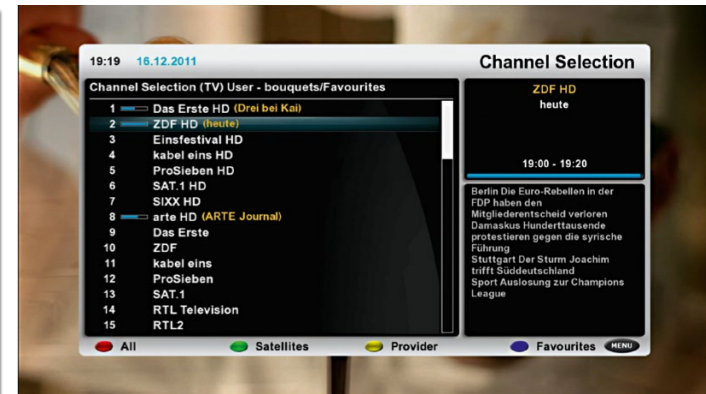 19:19 16.12.2011
Channel Selection
Channel Selection (TV) User - bouquets/Favourites
1 Das Erste HD (Drei bei Kai)
2 ZDF HD (heute)
3 Einsfestival HD
4 kabel eins HD
5 ProSieben HD
6 SAT.1 HD
7 SIXX HD
8 arte HD (ARTE Journal)
9 Das Erste
10 ZDF
11 kabel eins
12 ProSieben
13 SAT.1
14 RTL Television
15 RTL2
ZDF HD
heute
19:00 - 19:20
Berlin Die Euro-Rebellen in der
FDP haben den
Mitgliederentscheid verloren
Damaskus Hunderttausende
protestieren gegen die syrische
Führung
Stuttgart Der Sturm Joachim
trifft Süddeutschland
Sport Auslosung zur Champions
League
All Satellites Provider Favourites MENU